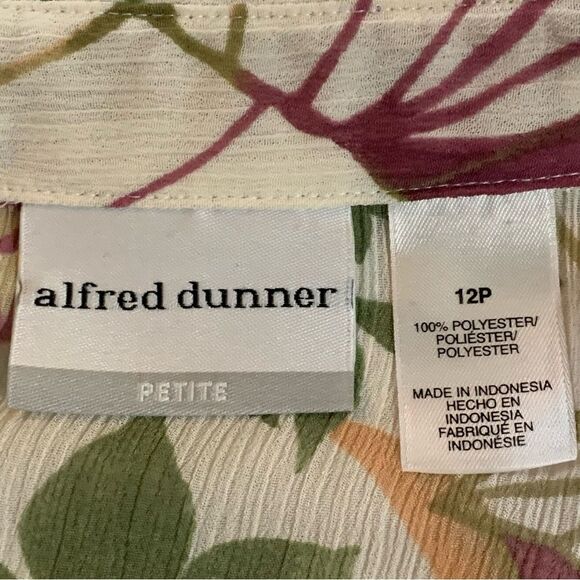 alfred dunner
PETITE
12P
100% POLYESTER/
POLIÉSTER/
POLYESTER
MADE IN INDONESIA
HECHO EN
INDONESIA
FABRIQUÉ EN
INDONÉSIE